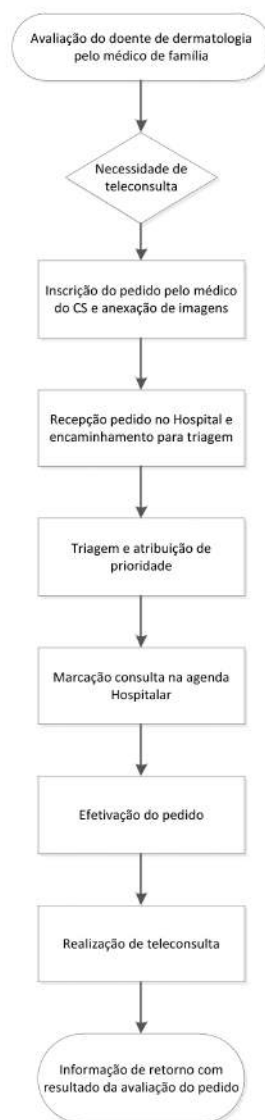 Avaliação do doente de dermatologia
pelo médico de família
Necessidade de
teleconsulta
Inscrição do pedido pelo médico
do CS e anexação de imagens
Recepção pedido no Hospital e
encaminhamento para triagem
Triagem e atribuição de
prioridade
Marcação consulta na agenda
Hospitalar
Efetivação do pedido
Realização de teleconsulta
Informação de retorno com
resultado da avaliação do pedido